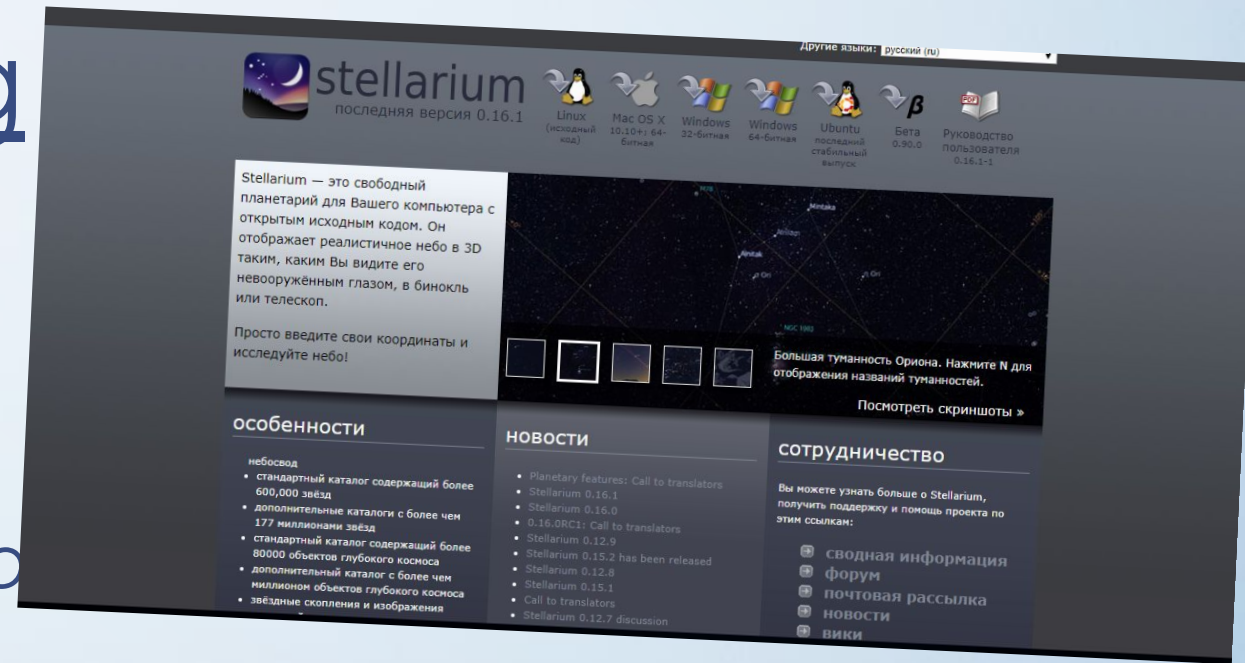 g
Другие языки: русский (ru)
stellarium
последняя версия 0.16.1
Linux
(исходный
код)
Mac OS X
10.10+; 64-
битная
Windows
32-битная
Windows
64-битная
Ubuntu
последний
стабильный
выпуск
β
Бета
0.90.0
PDF
Руководство
пользователя
0.16.1-1
Stellarium — это свободный
планетарий для Вашего компьютера с
открытым исходным кодом. Он
отображает реалистичное небо в 3D
таким, каким Вы видите его
невооружённым глазом, в бинокль
или телескоп.
Просто введите свои координаты и
исследуйте небо!
M78
Mintaka
Alnilam
Alnitak
σ Ori
η Ori
NGC 1980
Большая туманность Ориона. Нажмите N для
отображения названий туманностей.
Посмотреть скриншоты »
особенности
небосвод
стандартный каталог содержащий более
600,000 звёзд
дополнительные каталоги с более чем
177 миллионами звёзд
стандартный каталог содержащий более
80000 объектов глубокого космоса
дополнительный каталог с более чем
миллионом объектов глубокого космоса
звёздные скопления и изображения
новости
Planetary features: Call to translators
Stellarium 0.16.1
Stellarium 0.16.0
0.16.0RC1: Call to translators
Stellarium 0.12.9
Stellarium 0.15.2 has been released
Stellarium 0.12.8
Stellarium 0.15.1
Call to translators
Stellarium 0.12.7 discussion
сотрудничество
Вы можете узнать больше о Stellarium,
получить поддержку и помощь проекта по
этим ссылкам:
сводная информация
форум
почтовая рассылка
новости
вики